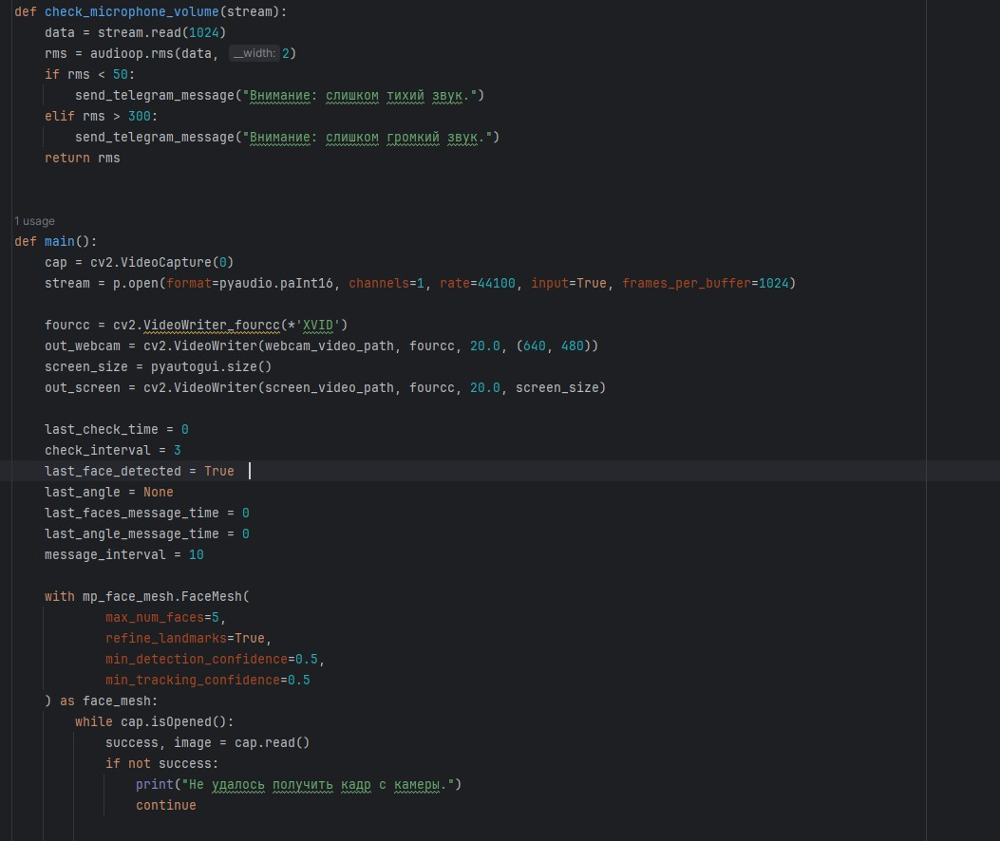 def check_microphone_volume(stream):
    data = stream.read(1024)
    rms = audioop.rms(data, __width: 2)
    if rms < 50:
        send_telegram_message("Внимание: слишком тихий звук.")
    elif rms > 300:
        send_telegram_message("Внимание: слишком громкий звук.")
    return rms
1 usage
def main():
    cap = cv2.VideoCapture(0)
    stream = p.open(format=pyaudio.paInt16, channels=1, rate=44100, input=True, frames_per_buffer=1024)
    fourcc = cv2.VideoWriter_fourcc(*'XVID')
    out_webcam = cv2.VideoWriter(webcam_video_path, fourcc, 20.0, (640, 480))
    screen_size = pyautogui.size()
    out_screen = cv2.VideoWriter(screen_video_path, fourcc, 20.0, screen_size)
    last_check_time = 0
    check_interval = 3
    last_face_detected = True
    last_angle = None
    last_faces_message_time = 0
    last_angle_message_time = 0
    message_interval = 10
    with mp_face_mesh.FaceMesh(
            max_num_faces=5,
            refine_landmarks=True,
            min_detection_confidence=0.5,
            min_tracking_confidence=0.5
    ) as face_mesh:
        while cap.isOpened():
            success, image = cap.read()
            if not success:
                print("Не удалось получить кадр с камеры.")
                continue